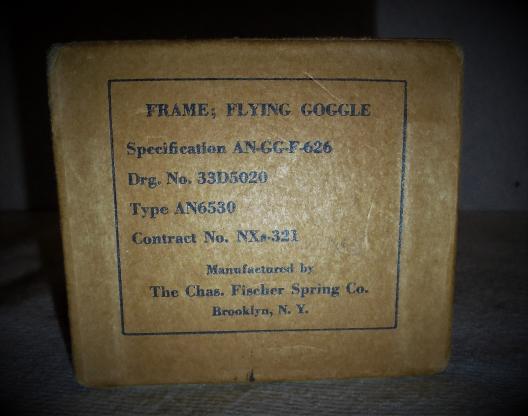 FRAME; FLYING GOGGLE
Specification AN-GG-F-626
Drg. No. 33D5020
Type AN6530
Contract No. NXs-321
Manufactured by
The Chas. Fischer Spring Co.
Brooklyn, N. Y.